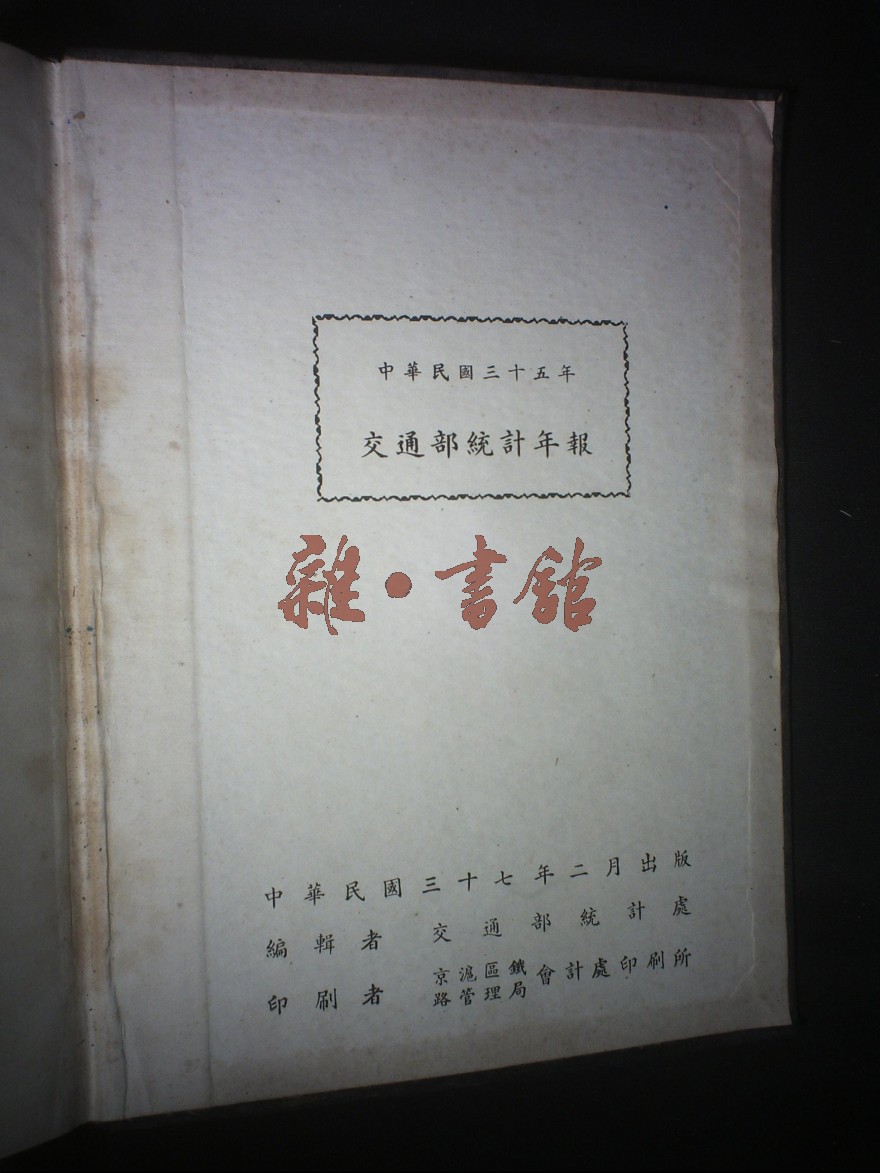 中華民國三十五年
交通部統計年報
雜·書館
中華民國三十七年二月出版
編輯者 交通部統計處
印刷者 京滬區鐵路管理局會計處印刷所